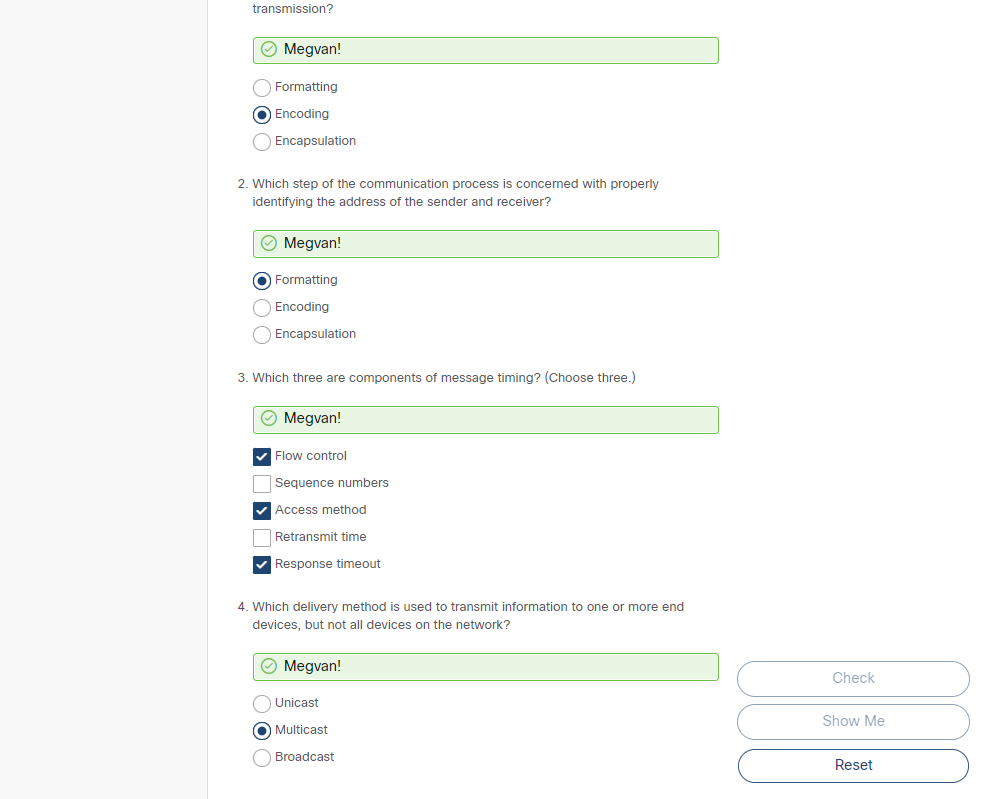 transmission?
Megvan!
Formatting
Encoding
Encapsulation
2. Which step of the communication process is concerned with properly
identifying the address of the sender and receiver?
Megvan!
Formatting
Encoding
Encapsulation
3. Which three are components of message timing? (Choose three.)
Megvan!
Flow control
Sequence numbers
Access method
Retransmit time
Response timeout
4. Which delivery method is used to transmit information to one or more end
devices, but not all devices on the network?
Megvan!
Unicast
Multicast
Broadcast
Check
Show Me
Reset